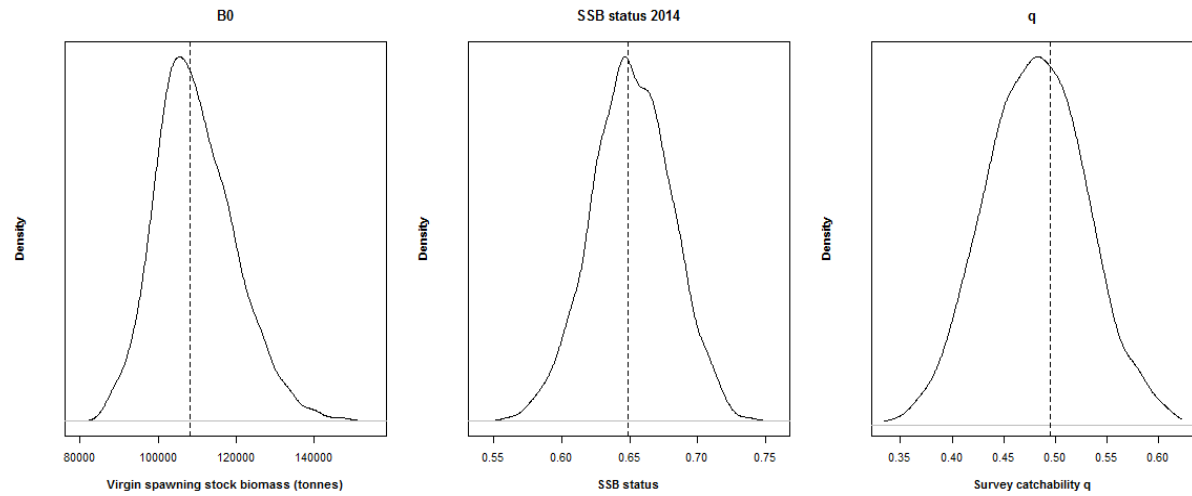 B0
Density
80000 100000 120000 140000
Virgin spawning stock biomass (tonnes)
SSB status 2014
Density
0.55 0.60 0.65 0.70 0.75
SSB status
q
Density
0.35 0.40 0.45 0.50 0.55 0.60
Survey catchability q